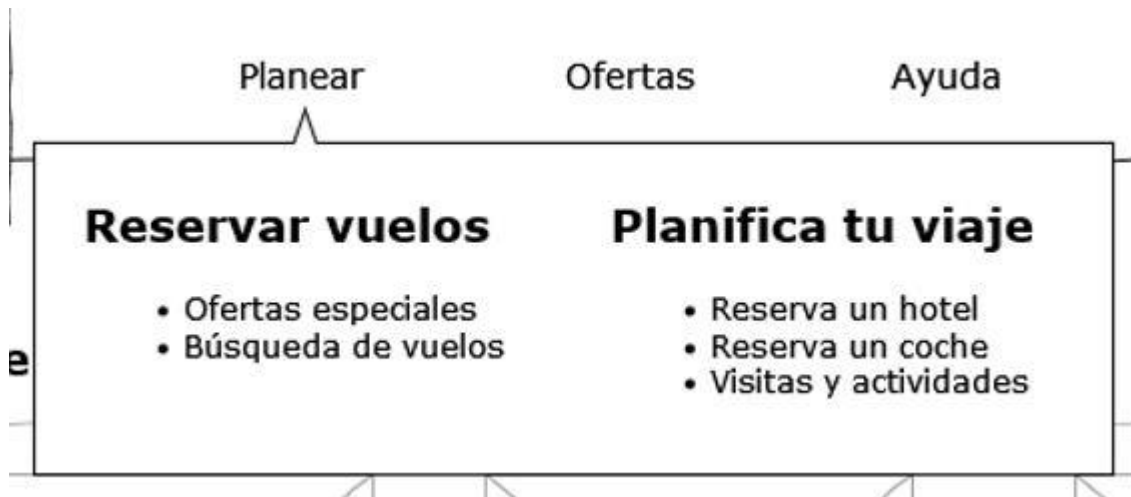 Planear Ofertas Ayuda
Reservar vuelos
• Ofertas especiales
• Búsqueda de vuelos
Planifica tu viaje
• Reserva un hotel
• Reserva un coche
• Visitas y actividades
e